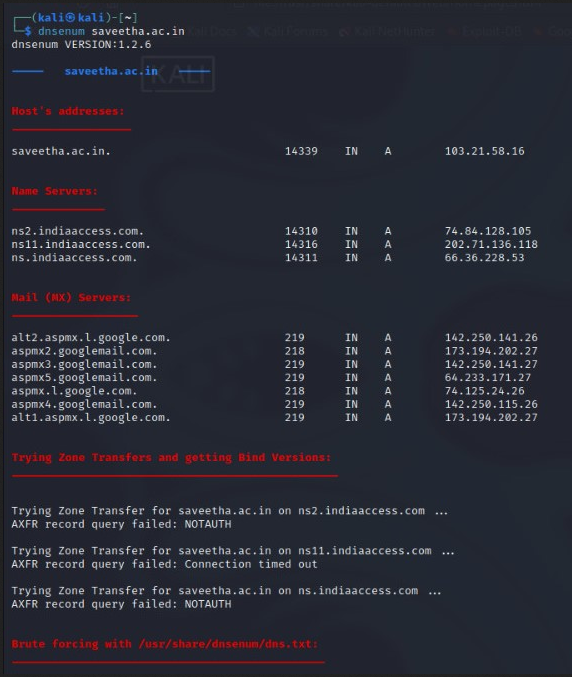 (kali㉿kali)-[~]
$ dnsenum saveetha.ac.in
dnsenum VERSION:1.2.6
saveetha.ac.in
KALI
Host's addresses:
saveetha.ac.in. 14339 IN A 103.21.58.16
Name Servers:
ns2.indiaaccess.com. 14310 IN A 74.84.128.105
ns11.indiaaccess.com. 14316 IN A 202.71.136.118
ns.indiaaccess.com. 14311 IN A 66.36.228.53
Mail (MX) Servers:
alt2.aspmx.l.google.com. 219 IN A 142.250.141.26
aspmx2.googlemail.com. 218 IN A 173.194.202.27
aspmx3.googlemail.com. 219 IN A 142.250.141.27
aspmx5.googlemail.com. 219 IN A 64.233.171.27
aspmx.l.google.com. 218 IN A 74.125.24.26
aspmx4.googlemail.com. 219 IN A 142.250.115.26
alt1.aspmx.l.google.com. 219 IN A 173.194.202.27
Trying Zone Transfers and getting Bind Versions:
Trying Zone Transfer for saveetha.ac.in on ns2.indiaaccess.com ...
AXFR record query failed: NOTAUTH
Trying Zone Transfer for saveetha.ac.in on ns11.indiaaccess.com ...
AXFR record query failed: Connection timed out
Trying Zone Transfer for saveetha.ac.in on ns.indiaaccess.com ...
AXFR record query failed: NOTAUTH
Brute forcing with /usr/share/dnsenum/dns.txt: